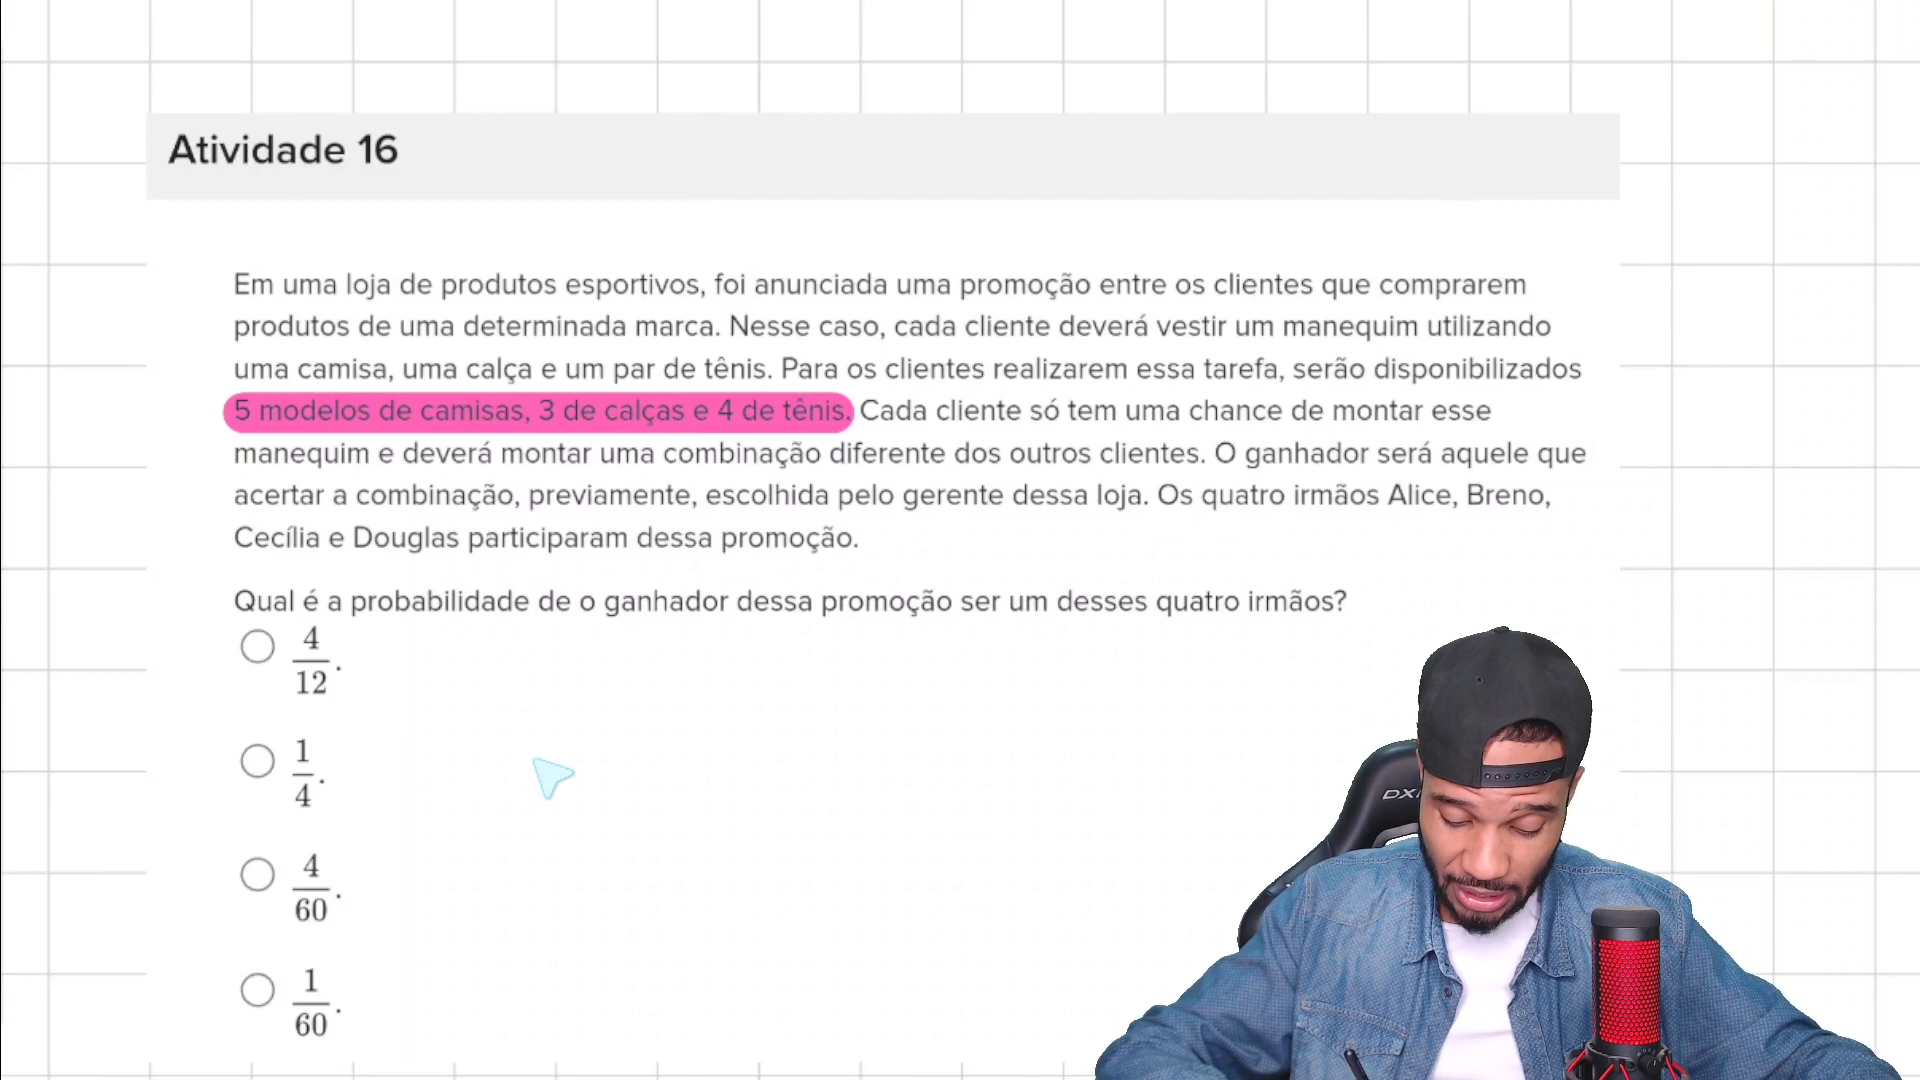 Atividade 16
Em uma loja de produtos esportivos, foi anunciada uma promoção entre os clientes que comprarem
produtos de uma determinada marca. Nesse caso, cada cliente deverá vestir um manequim utilizando
uma camisa, uma calça e um par de tênis. Para os clientes realizarem essa tarefa, serão disponibilizados
5 modelos de camisas, 3 de calças e 4 de tênis. Cada cliente só tem uma chance de montar esse
manequim e deverá montar uma combinação diferente dos outros clientes. O ganhador será aquele que
acertar a combinação, previamente, escolhida pelo gerente dessa loja. Os quatro irmãos Alice, Breno,
Cecília e Douglas participaram dessa promoção.
Qual é a probabilidade de o ganhador dessa promoção ser um desses quatro irmãos?
4/12.
1/4.
4/60.
1/60.